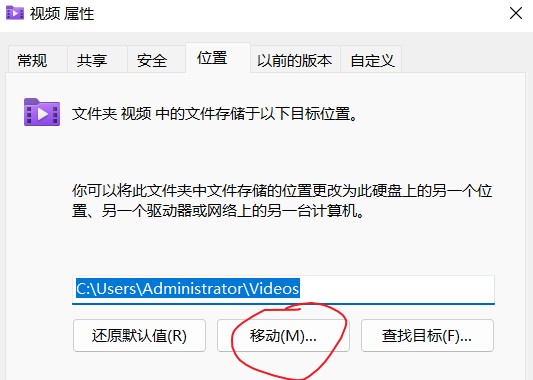 视频 属性
常规 共享 安全 位置 以前的版本 自定义
文件夹 视频 中的文件存储于以下目标位置。
你可以将此文件夹中文件存储的位置更改为此硬盘上的另一个位
置、另一个驱动器或网络上的另一台计算机。
C:\Users\Administrator\Videos
还原默认值(R) 移动(M)... 查找目标(F)...